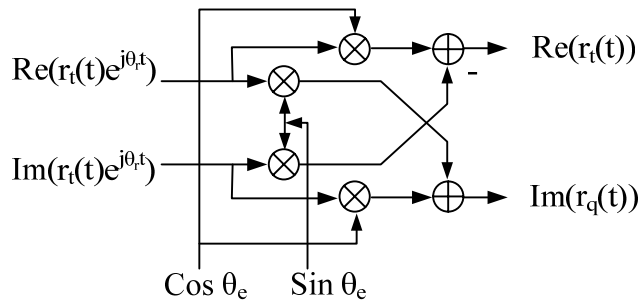 Re(r_t(t)e^{jθ_r t}) Re(r_t(t))
-
Im(r_t(t)e^{jθ_r t}) Im(r_q(t))
Cos θ_e Sin θ_e